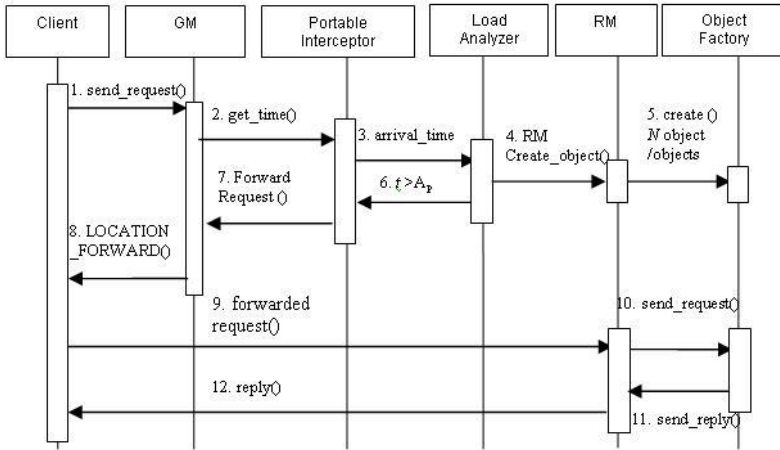 Client
GM
Portable
Interceptor
Load
Analyzer
RM
Object
Factory
1. send_request()
2. get_time()
3. arrival_time
4. RM
Create_object()
5. create ()
N object
/objects
6. t >Ap
7. Forward
Request ()
8. LOCATION
_FORWARD()
9. forwarded
request()
10. send_request()
11. send_reply()
12. reply()